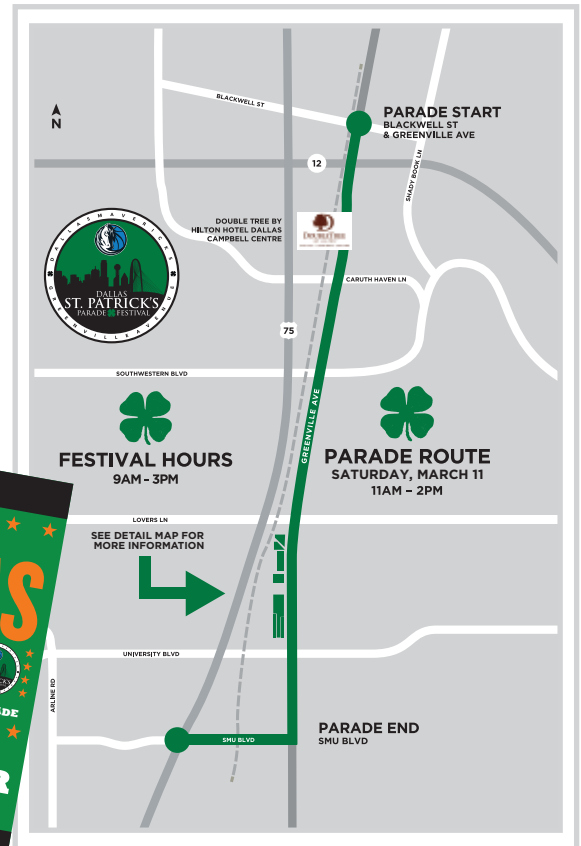 BLACKWELL ST
PARADE START
BLACKWELL ST
& GREENVILLE AVE
N
12
SHADY BOOK LN
DOUBLE TREE BY
HILTON HOTEL DALLAS
CAMPBELL CENTRE
DOUBLETREE
DALLAS MAVERICKS
DALLAS
ST. PATRICK'S
PARADE FESTIVAL
GREENVILLE AVENUE
CARUTH HAVEN LN
75
SOUTHWESTERN BLVD
GREENVILLE AVE
FESTIVAL HOURS
9AM – 3PM
PARADE ROUTE
SATURDAY, MARCH 11
11AM – 2PM
LOVERS LN
SEE DETAIL MAP FOR
MORE INFORMATION
S
UNIVERSITY BLVD
ARLINE RD
DE
R
PARADE END
SMU BLVD
SMU BLVD